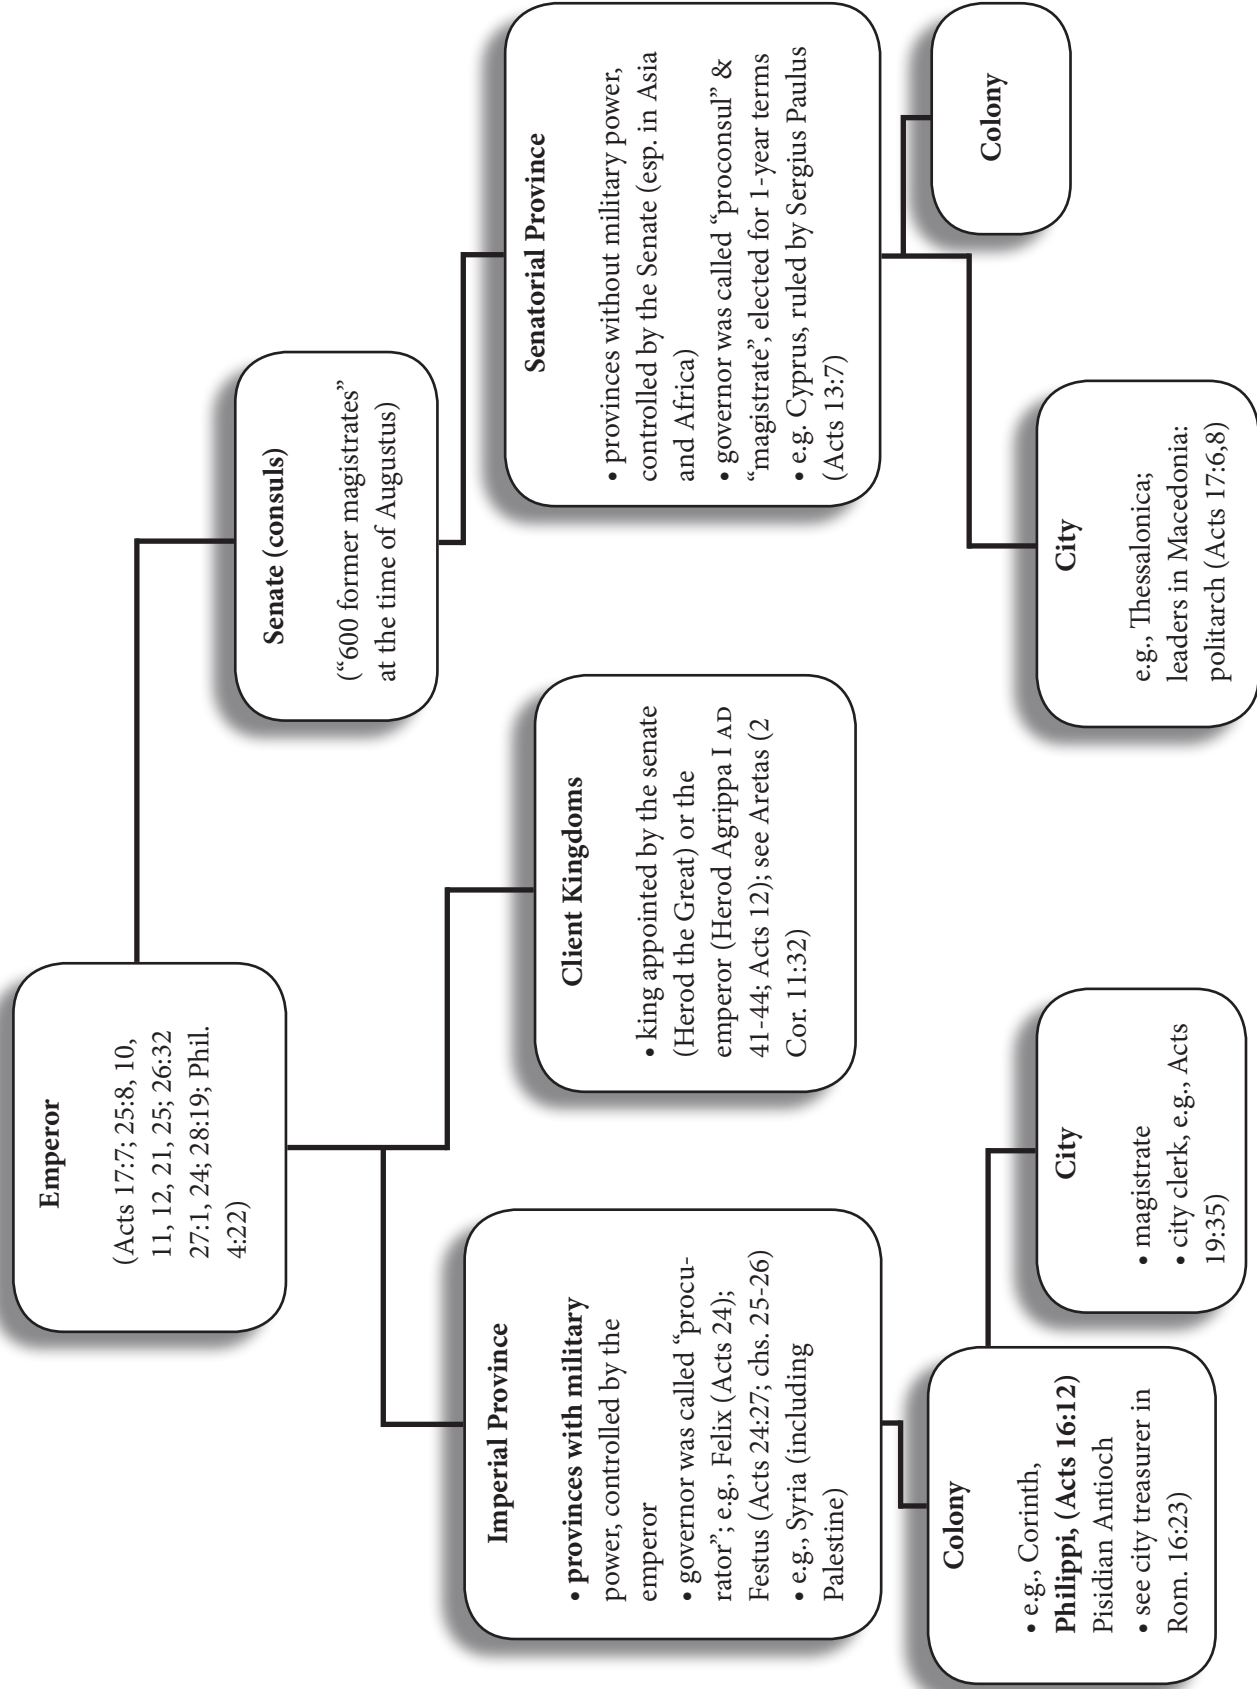 Emperor
(Acts 17:7; 25:8, 10,
11, 12, 21, 25; 26:32
27:1, 24; 28:19; Phil.
4:22)
Senate (consuls)
(“600 former magistrates”
at the time of Augustus)
Imperial Province
• provinces with military
power, controlled by the
emperor
• governor was called “procu-
rator”; e.g., Felix (Acts 24);
Festus (Acts 24:27; chs. 25-26)
• e.g., Syria (including
Palestine)
Client Kingdoms
• king appointed by the senate
(Herod the Great) or the
emperor (Herod Agrippa I AD
41-44; Acts 12); see Aretas (2
Cor. 11:32)
Senatorial Province
• provinces without military power,
controlled by the Senate (esp. in Asia
and Africa)
• governor was called “proconsul” &
“magistrate”, elected for 1-year terms
• e.g. Cyprus, ruled by Sergius Paulus
(Acts 13:7)
Colony
• e.g., Corinth,
Philippi, (Acts 16:12)
Pisidian Antioch
• see city treasurer in
Rom. 16:23)
City
• magistrate
• city clerk, e.g., Acts
19:35)
City
e.g., Thessalonica;
leaders in Macedonia:
politarch (Acts 17:6,8)
Colony